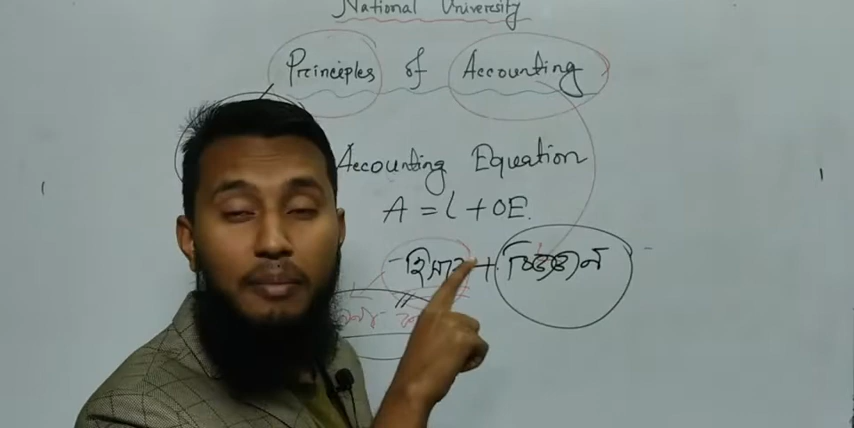 National University
Principles of Accounting
Accounting Equation
A = L + OE.
হিসাব + বিজ্ঞান